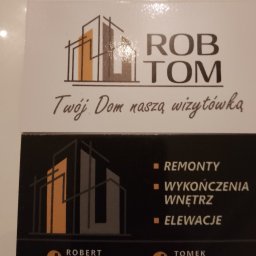 ROB
TOM
Twój Dom naszą wizytówką
REMONTY
WYKOŃCZENIA
WNĘTRZ
ELEWACJE
ROBERT
TOMEK